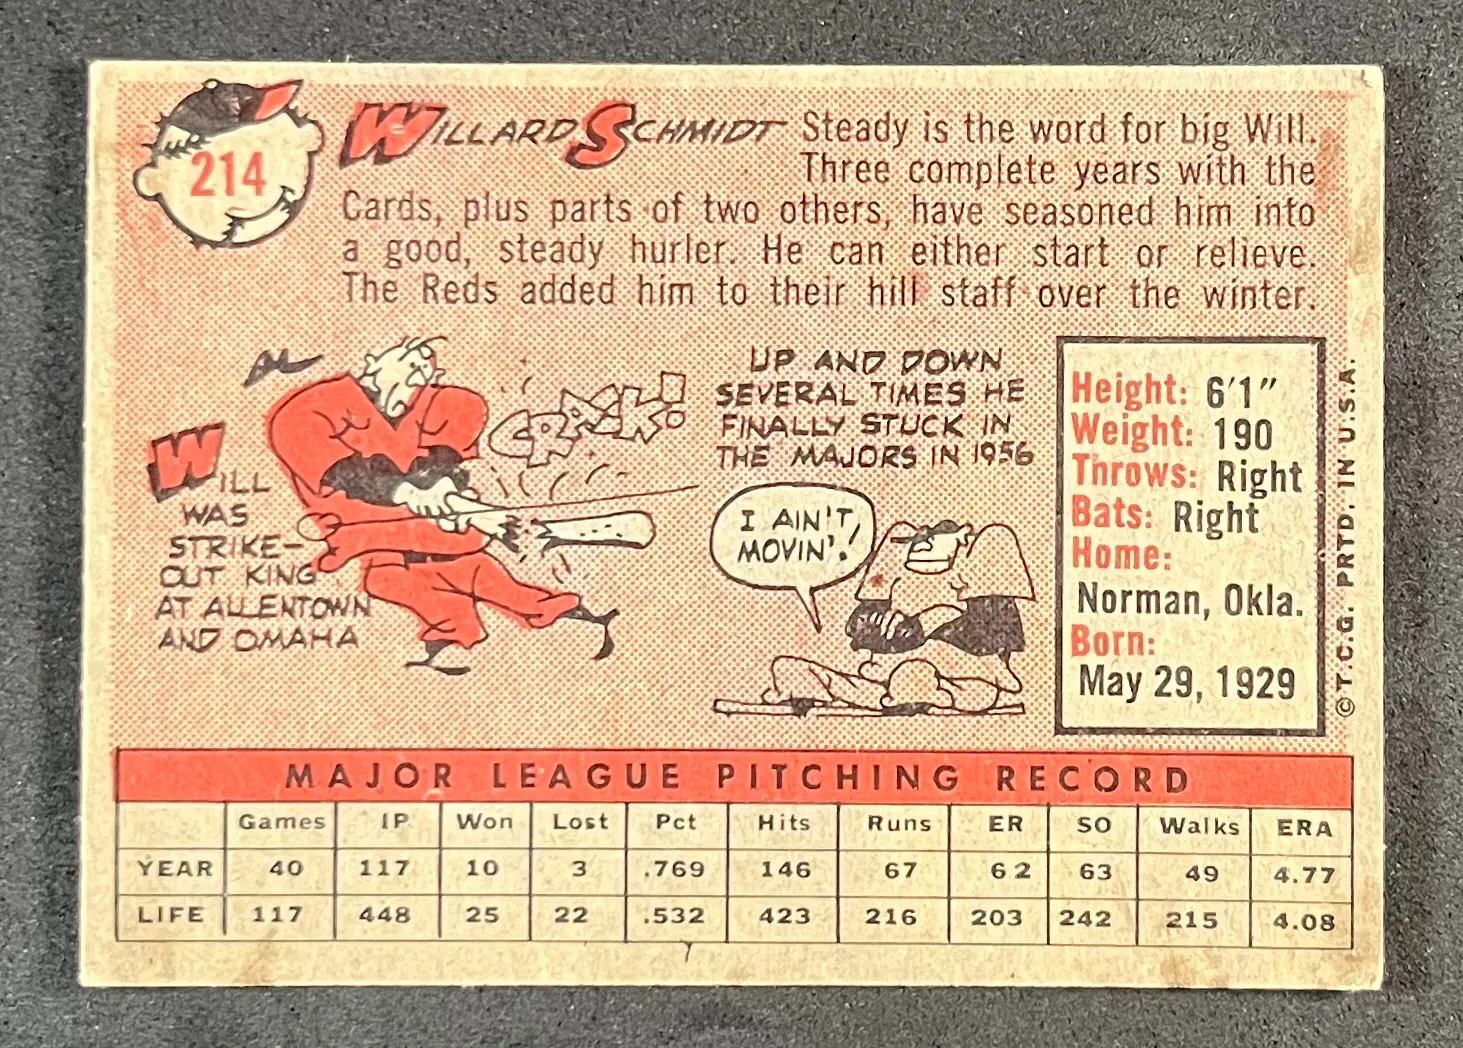 214
WILLARD SCHMIDT
Steady is the word for big Will.
Three complete years with the
Cards, plus parts of two others, have seasoned him into
a good, steady hurler. He can either start or relieve.
The Reds added him to their hill staff over the winter.
WILL
WAS
STRIKE-
OUT KING
AT ALLENTOWN
AND OMAHA
CRACK!
UP AND DOWN
SEVERAL TIMES HE
FINALLY STUCK IN
THE MAJORS IN 1956
I AIN'T
MOVIN'!
Height: 6'1"
Weight: 190
Throws: Right
Bats: Right
Home:
Norman, Okla.
Born:
May 29, 1929
©T.C.G. PRTD. IN U.S.A.
MAJOR LEAGUE PITCHING RECORD
Games IP Won Lost Pct Hits Runs ER SO Walks ERA
YEAR 40 117 10 3 .769 146 67 62 63 49 4.77
LIFE 117 448 25 22 .532 423 216 203 242 215 4.08